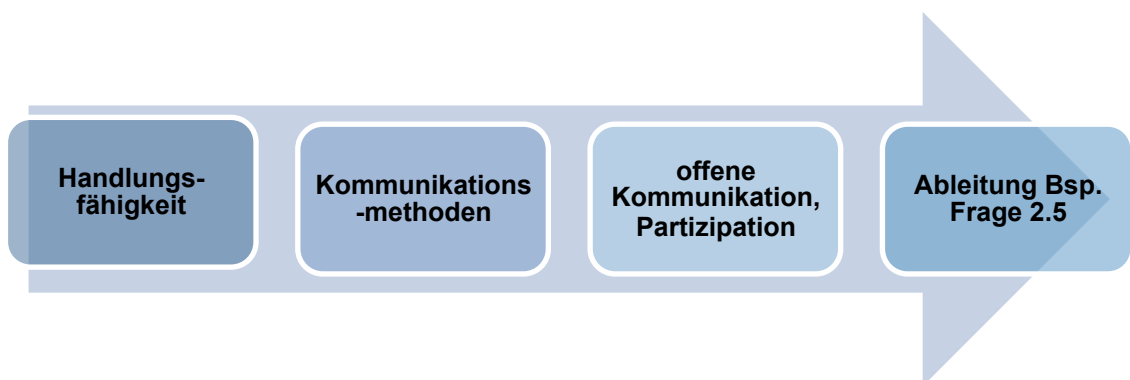 Handlungs-
fähigkeit
Kommunikations
-methoden
offene
Kommunikation,
Partizipation
Ableitung Bsp.
Frage 2.5